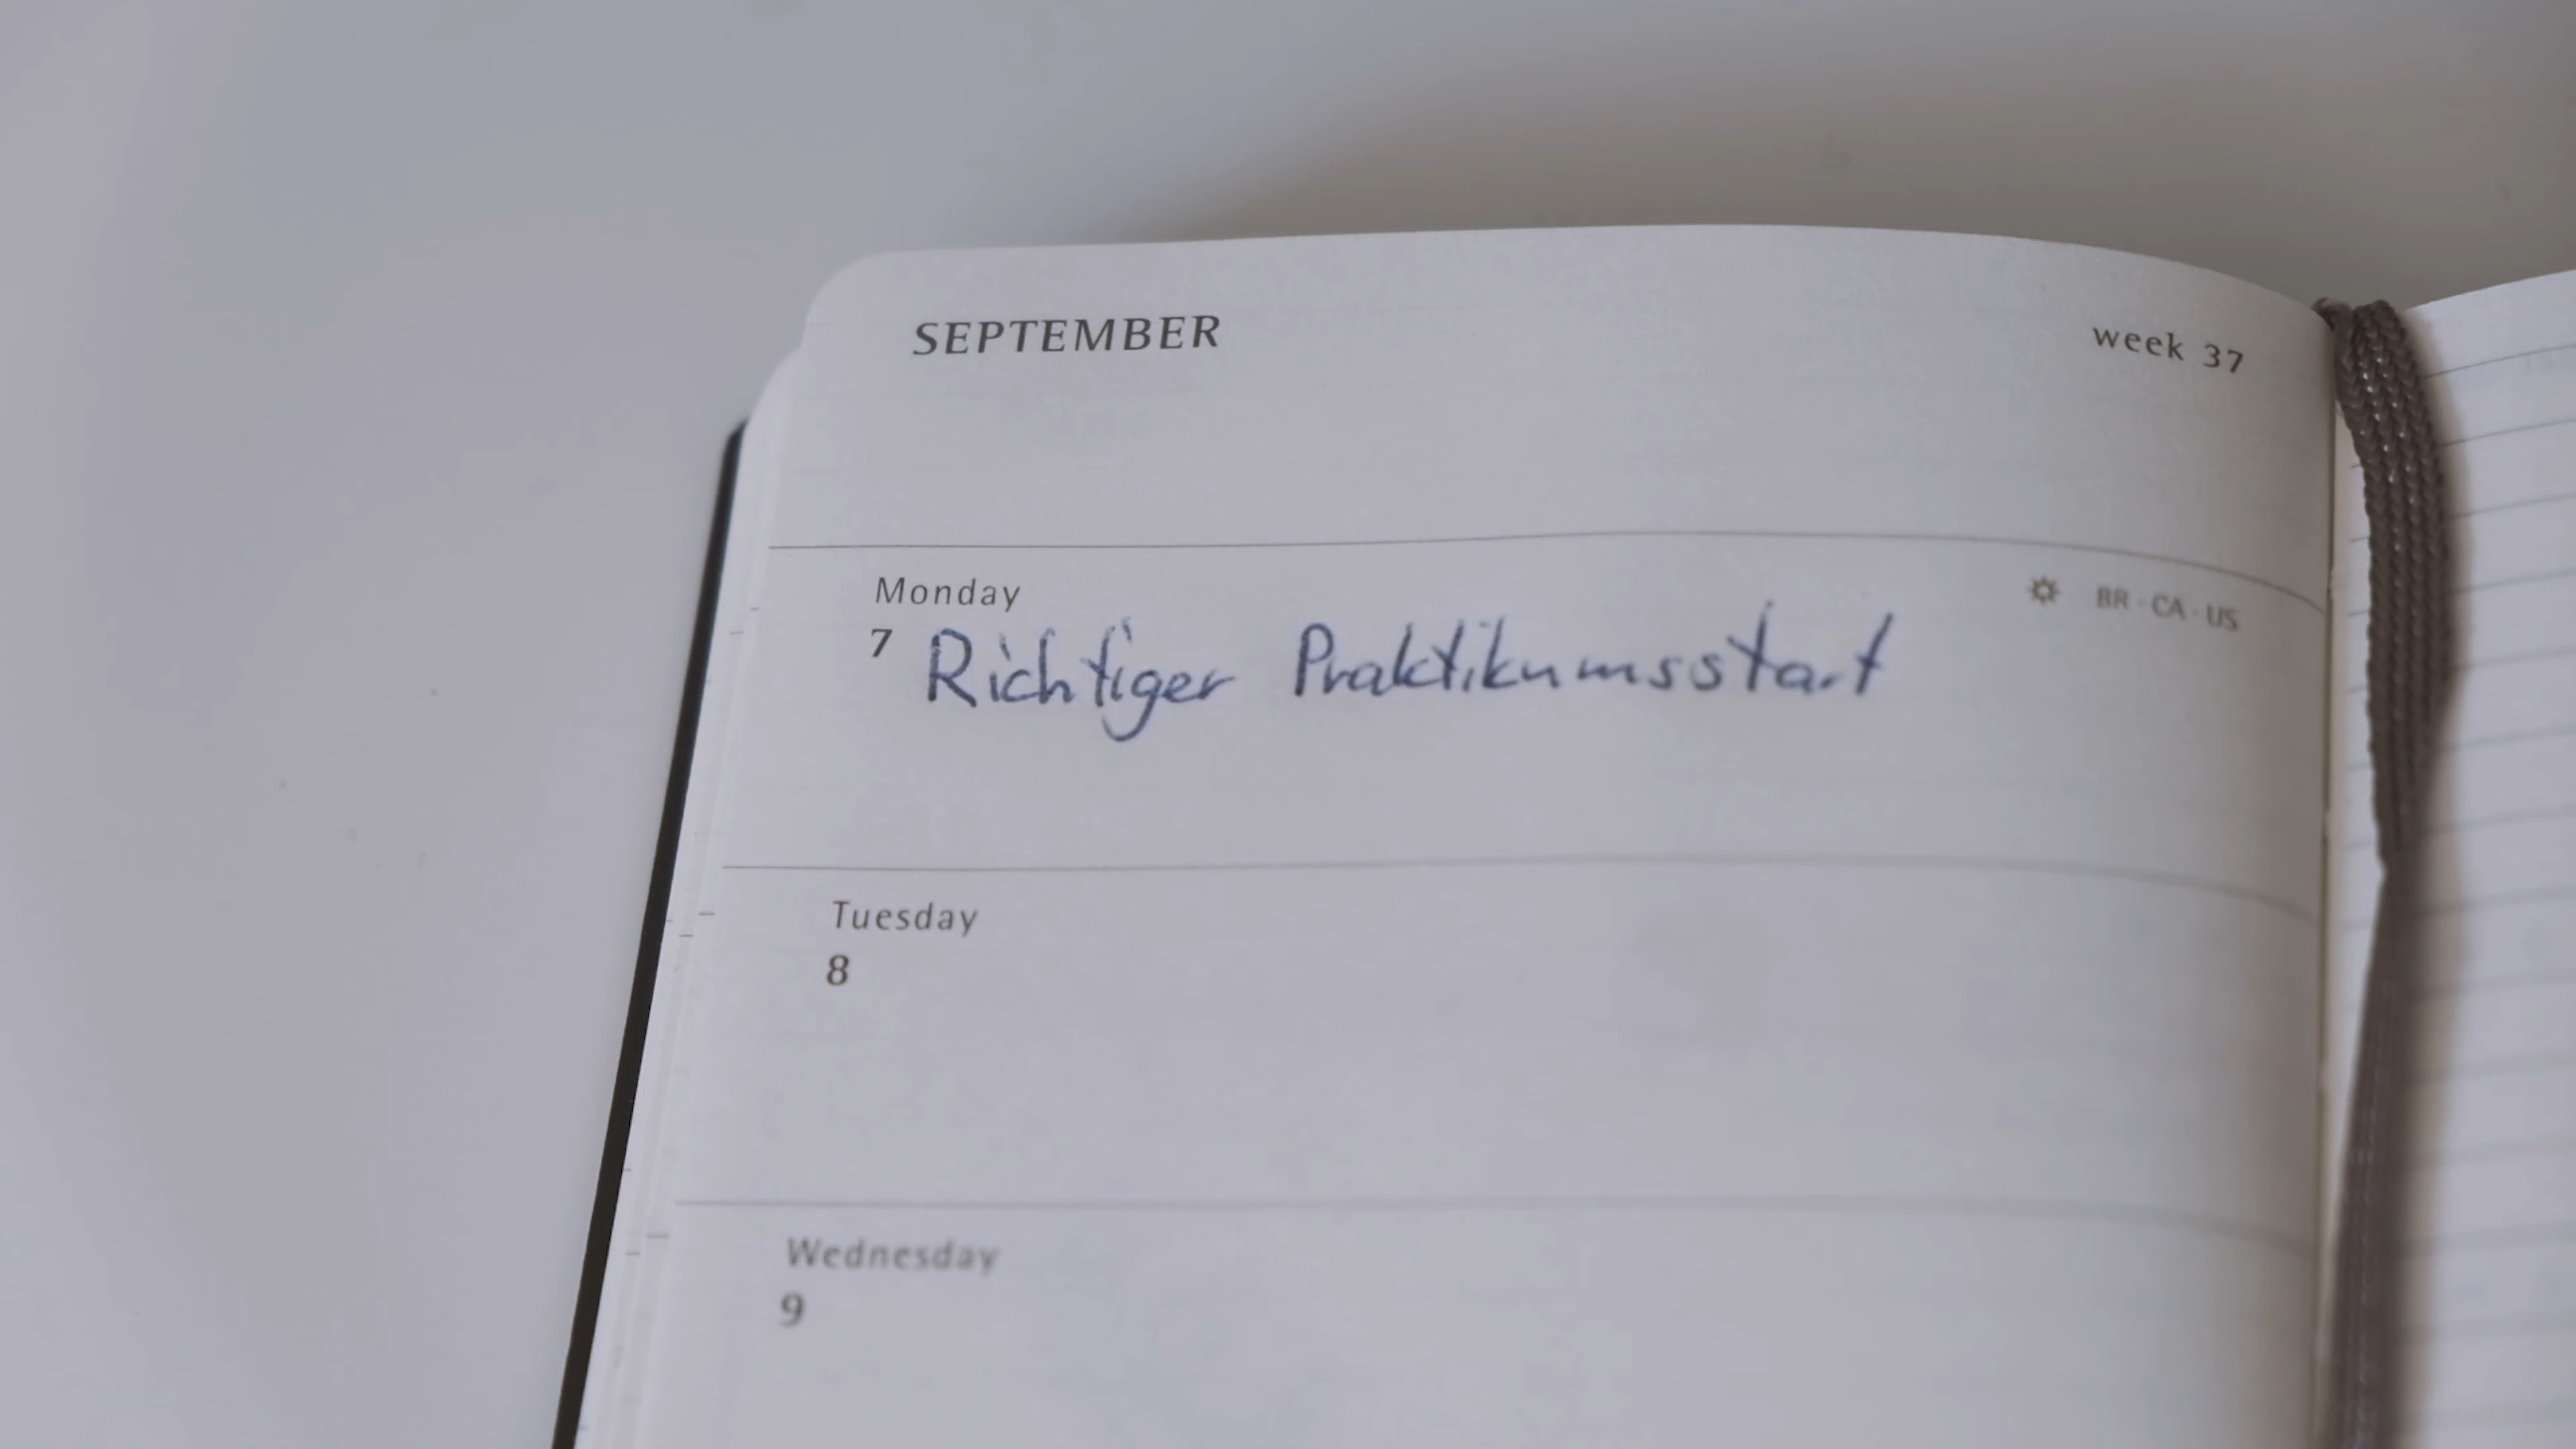 SEPTEMBER
week 37
Monday
BR · CA · US
7 Richtiger Praktikumsstart
Tuesday
8
Wednesday
9